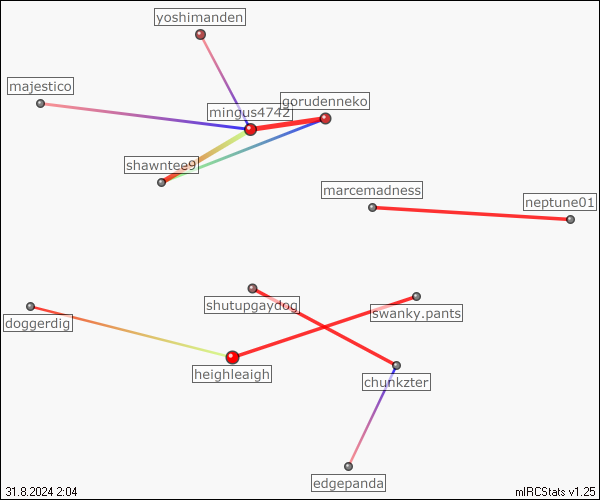 yoshimanden
majestico
gorudenneko
mingus4742
shawntee9
marcemadness
neptune01
shutupgaydog
swanky.pants
doggerdig
heighleaigh
chunkzter
edgepanda
31.8.2024 2:04
mIRCStats v1.25